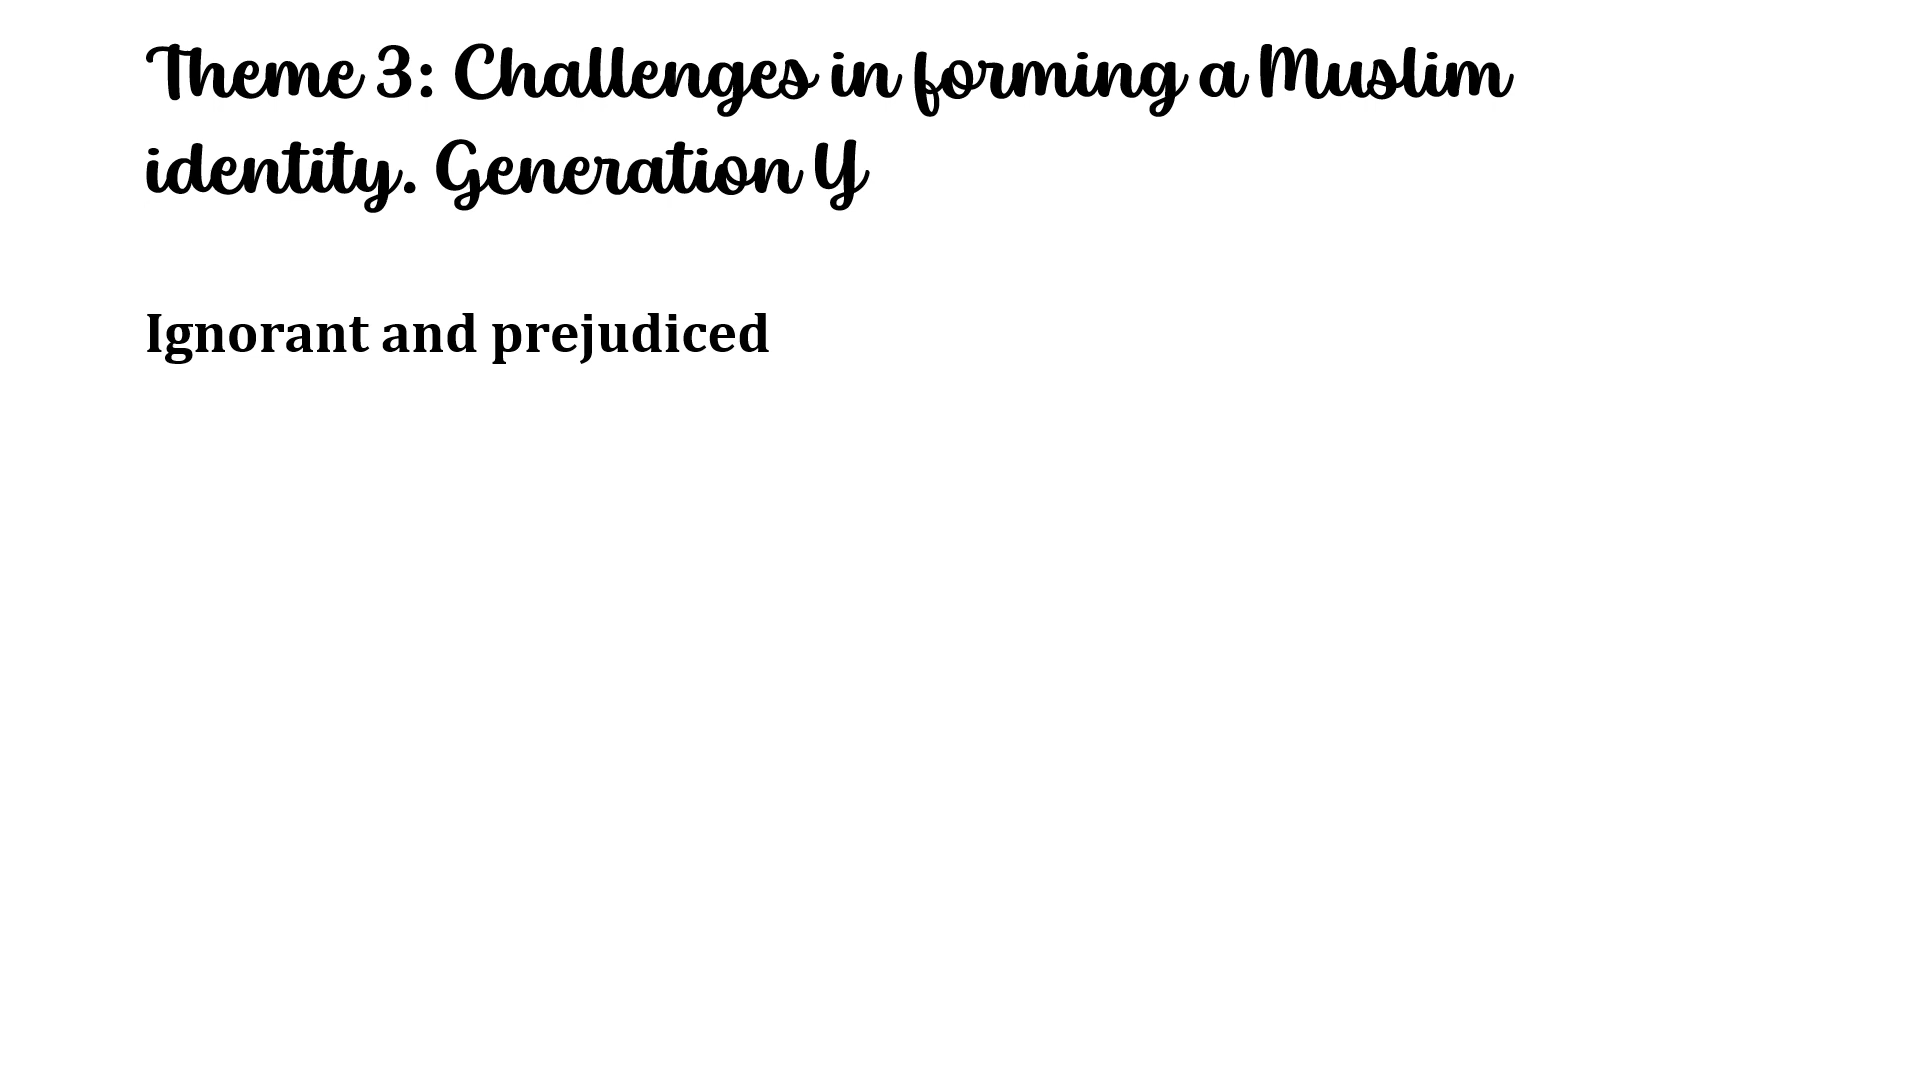 Theme 3: Challenges in forming a Muslim
identity. Generation Y
Ignorant and prejudiced